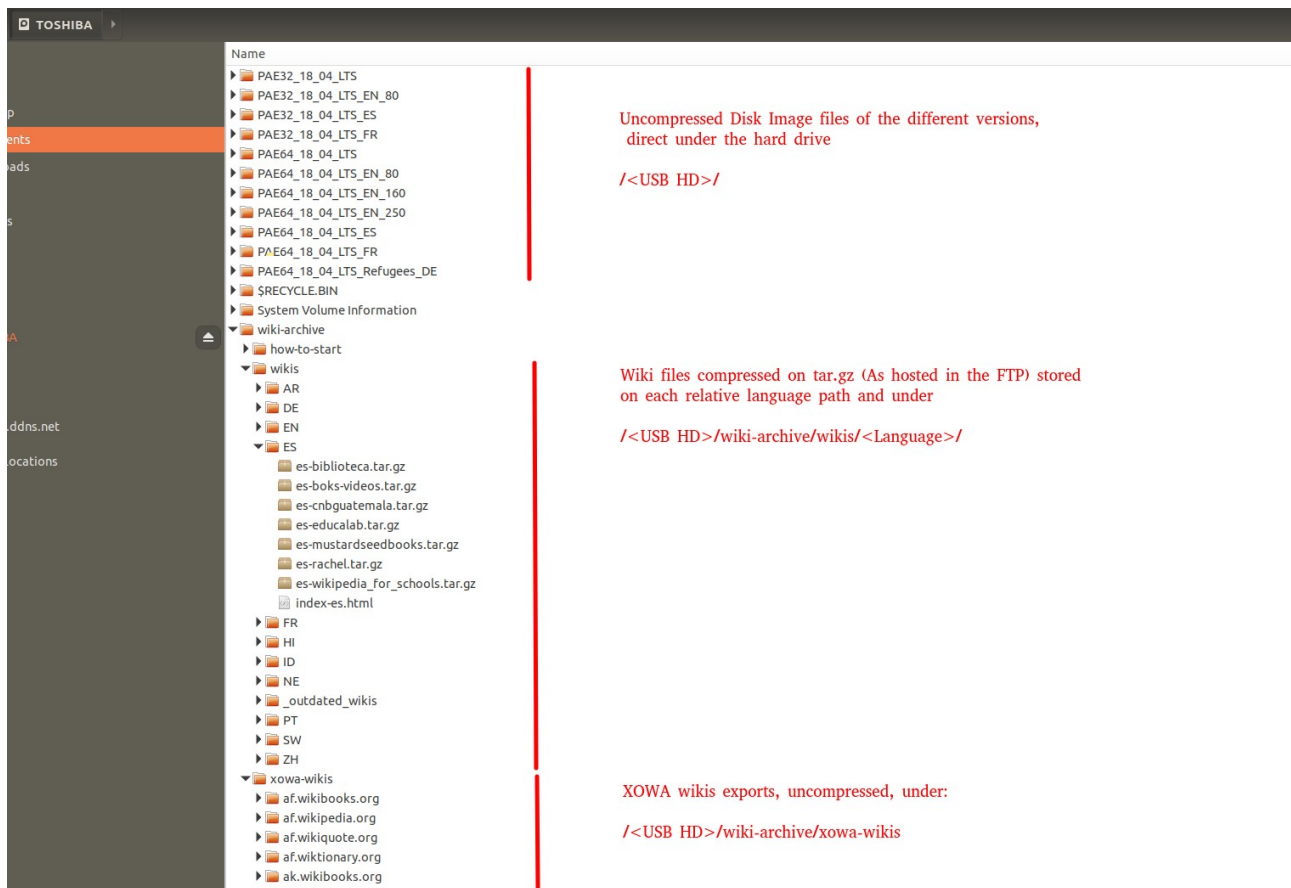 TOSHIBA
Name
PAE32_18_04_LTS
PAE32_18_04_LTS_EN_80
PAE32_18_04_LTS_ES
PAE32_18_04_LTS_FR
PAE64_18_04_LTS
PAE64_18_04_LTS_EN_80
PAE64_18_04_LTS_EN_160
PAE64_18_04_LTS_EN_250
PAE64_18_04_LTS_ES
PAE64_18_04_LTS_FR
PAE64_18_04_LTS_Refugees_DE
$RECYCLE.BIN
System Volume Information
wiki-archive
how-to-start
wikis
AR
DE
EN
ES
es-biblioteca.tar.gz
es-boks-videos.tar.gz
es-cnbguatemala.tar.gz
es-educalab.tar.gz
es-mustardseedbooks.tar.gz
es-rachel.tar.gz
es-wikipedia_for_schools.tar.gz
index-es.html
FR
HI
ID
NE
_outdated_wikis
PT
SW
ZH
xowa-wikis
af.wikibooks.org
af.wikipedia.org
af.wikiquote.org
af.wiktionary.org
ak.wikibooks.org
p
ents
oads
s
A
.ddns.net
ocations
Uncompressed Disk Image files of the different versions,
direct under the hard drive
/<USB HD>/
Wiki files compressed on tar.gz (As hosted in the FTP) stored
on each relative language path and under
/<USB HD>/wiki-archive/wikis/<Language>/
XOWA wikis exports, uncompressed, under:
/<USB HD>/wiki-archive/xowa-wikis